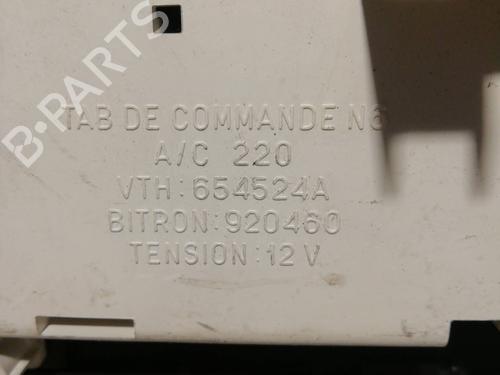 B-PARTS
TAB DE COMMANDE N6
A/C 220
VTH:654524A
BITRON:920460
TENSION:12 V